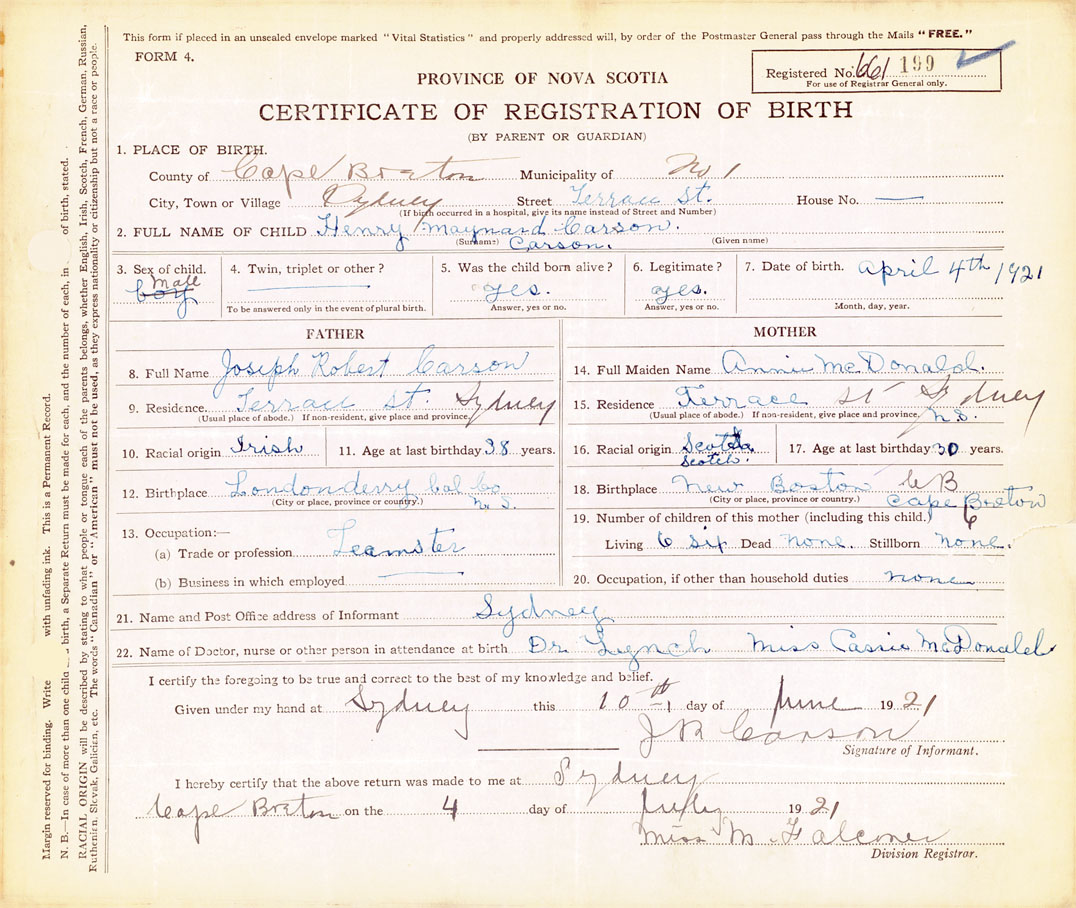 This form if placed in an unsealed envelope marked "Vital Statistics" and properly addressed will, by order of the Postmaster General pass through the Mails "FREE."
FORM 4.
Registered No. 661 199
For use of Registrar General only.
PROVINCE OF NOVA SCOTIA
CERTIFICATE OF REGISTRATION OF BIRTH
(BY PARENT OR GUARDIAN)
1. PLACE OF BIRTH.
County of Cape Breton Municipality of No 1
City, Town or Village Sydney Street Terrace St. House No. —
(If birth occurred in a hospital, give its name instead of Street and Number)
2. FULL NAME OF CHILD Henry Maynard Carson.
(Surname) Carson. (Given name)
3. Sex of child. Male boy
4. Twin, triplet or other?
To be answered only in the event of plural birth.
5. Was the child born alive? yes.
Answer, yes or no.
6. Legitimate? yes.
Answer, yes or no.
7. Date of birth. April 4th 1921
Month, day, year.
FATHER
8. Full Name Joseph Robert Carson
9. Residence. Terrace St. Sydney
(Usual place of abode.) If non-resident, give place and province.
10. Racial origin Irish 11. Age at last birthday 38 years.
12. Birthplace Londonderry Col Co
(City or place, province or country.) N.S.
13. Occupation:—
(a) Trade or profession Teamster
(b) Business in which employed
MOTHER
14. Full Maiden Name Annie McDonald.
15. Residence Terrace St Sydney
(Usual place of abode.) If non-resident, give place and province. N.S.
16. Racial origin Scotch. 17. Age at last birthday 30 years.
18. Birthplace New Boston C B
(City or place, province or country.) Cape Breton
19. Number of children of this mother (including this child.) 6
Living 6 six Dead none. Stillborn none.
20. Occupation, if other than household duties none
21. Name and Post Office address of Informant Sydney
22. Name of Doctor, nurse or other person in attendance at birth Dr. Lynch Miss Cassie McDonald
I certify the foregoing to be true and correct to the best of my knowledge and belief.
Given under my hand at Sydney this 10th day of June 1921
J R Carson
Signature of Informant.
I hereby certify that the above return was made to me at Sydney
Cape Breton on the 4 day of July 1921
Miss M. Falconer
Division Registrar.
Margin reserved for binding. Write with unfading ink. This is a Permanent Record.
N. B.—In case of more than one child birth, a Separate Return must be made for each, and the number of each, in of birth, stated.
RACIAL ORIGIN will be described by stating to what people or tongue each of the parents belongs, whether English, Irish, Scotch, French, German, Russian,
Ruthenian, Slovak, Galician, etc. The words "Canadian" or "American" must not be used, as they express nationality or citizenship but not a race or people.